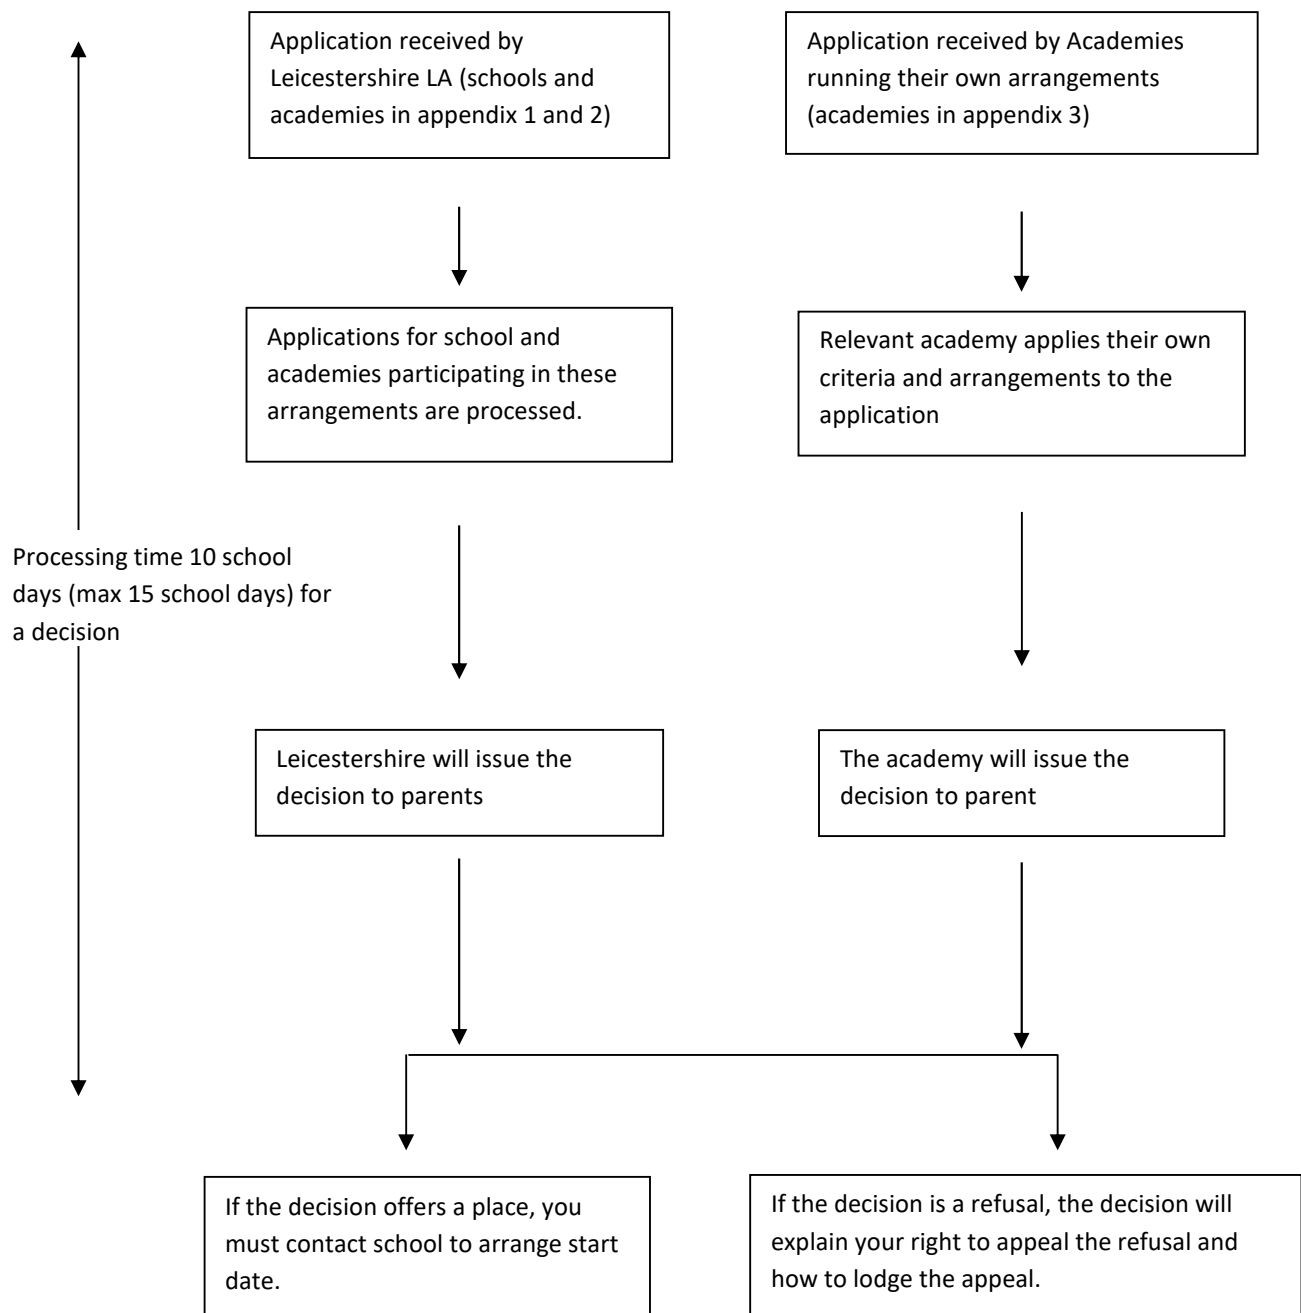 Application received by
Leicestershire LA (schools and
academies in appendix 1 and 2)
Application received by Academies
running their own arrangements
(academies in appendix 3)
Applications for school and
academies participating in these
arrangements are processed.
Relevant academy applies their own
criteria and arrangements to the
application
Processing time 10 school
days (max 15 school days) for
a decision
Leicestershire will issue the
decision to parents
The academy will issue the
decision to parent
If the decision offers a place, you
must contact school to arrange start
date.
If the decision is a refusal, the decision will
explain your right to appeal the refusal and
how to lodge the appeal.